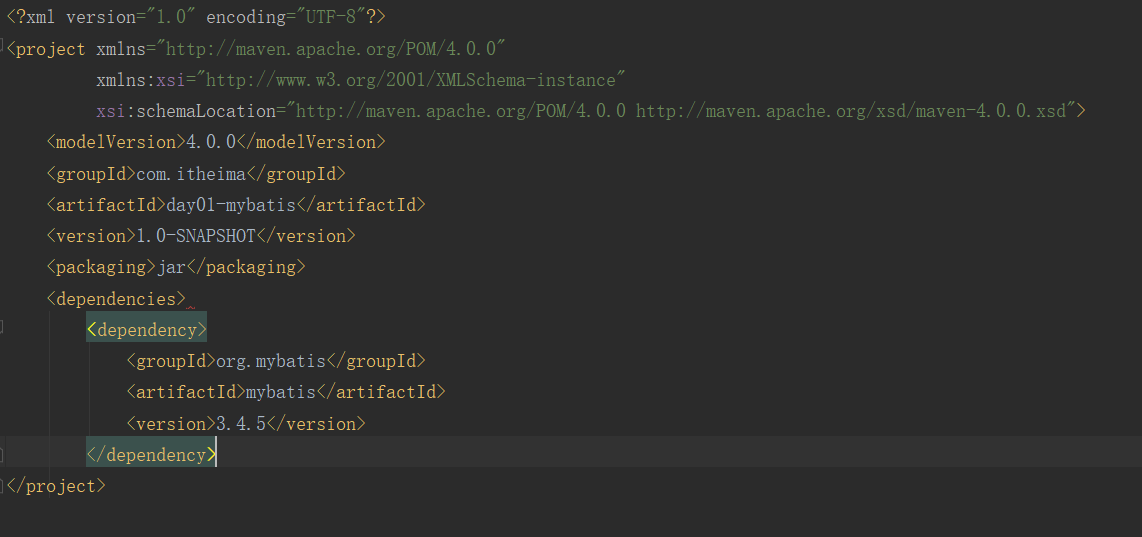 <?xml version="1.0" encoding="UTF-8"?>
<project xmlns="http://maven.apache.org/POM/4.0.0"
         xmlns:xsi="http://www.w3.org/2001/XMLSchema-instance"
         xsi:schemaLocation="http://maven.apache.org/POM/4.0.0 http://maven.apache.org/xsd/maven-4.0.0.xsd">
    <modelVersion>4.0.0</modelVersion>
    <groupId>com.itheima</groupId>
    <artifactId>day01-mybatis</artifactId>
    <version>1.0-SNAPSHOT</version>
    <packaging>jar</packaging>
    <dependencies>
        <dependency>
            <groupId>org.mybatis</groupId>
            <artifactId>mybatis</artifactId>
            <version>3.4.5</version>
        </dependency>
</project>